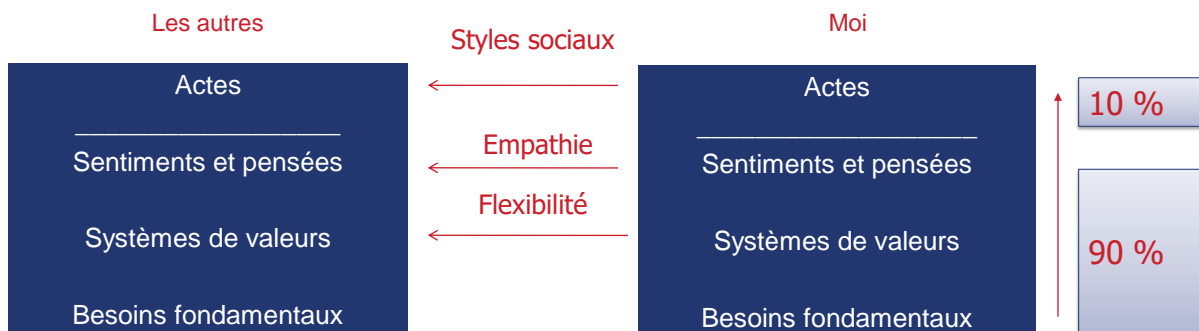 Les autres
Styles sociaux
Moi
Actes
Actes
10 %
Empathie
Sentiments et pensées
Sentiments et pensées
Flexibilité
Systèmes de valeurs
Systèmes de valeurs
90 %
Besoins fondamentaux
Besoins fondamentaux